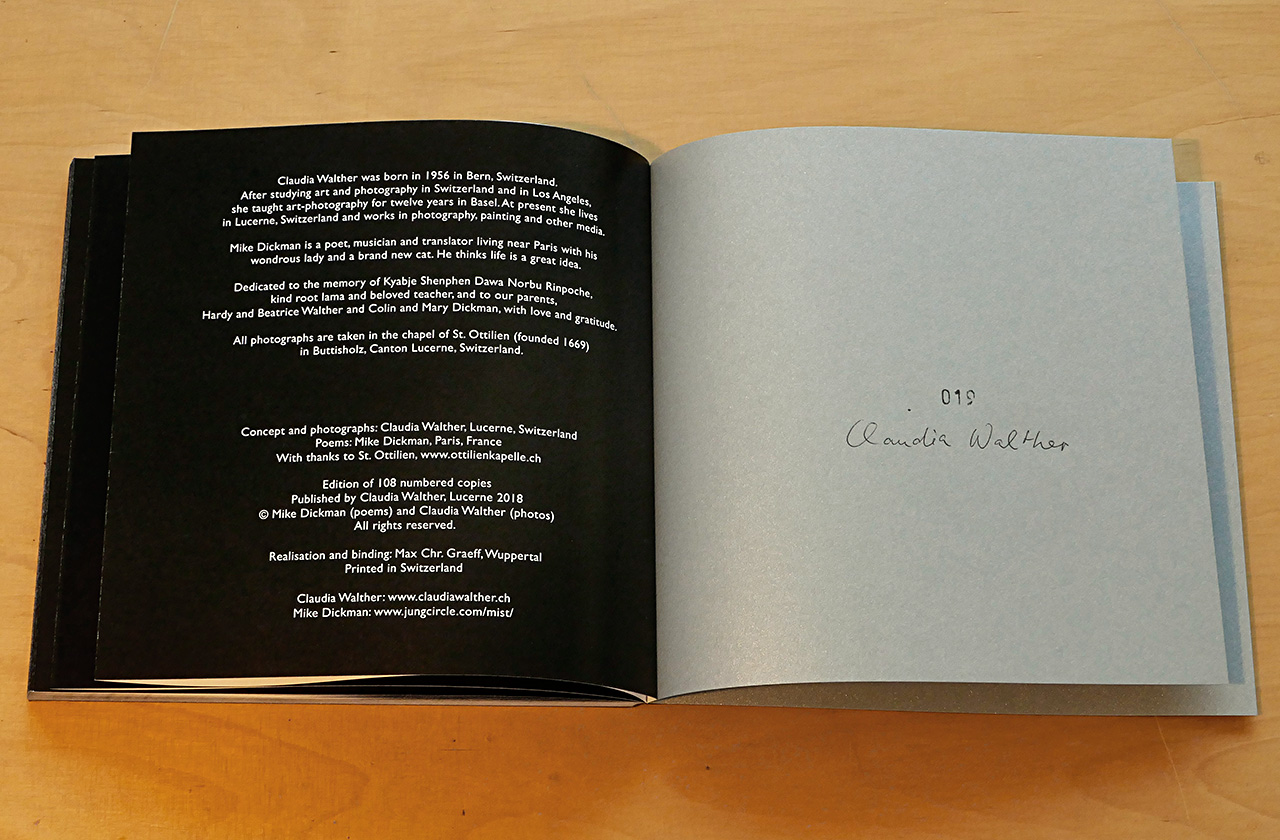 Claudia Walther was born in 1956 in Bern, Switzerland.
After studying art and photography in Switzerland and in Los Angeles,
she taught art-photography for twelve years in Basel. At present she lives
in Lucerne, Switzerland and works in photography, painting and other media.
Mike Dickman is a poet, musician and translator living near Paris with his
wondrous lady and a brand new cat. He thinks life is a great idea.
Dedicated to the memory of Kyabje Shenphen Dawa Norbu Rinpoche,
kind root lama and beloved teacher, and to our parents,
Hardy and Beatrice Walther and Colin and Mary Dickman, with love and gratitude.
All photographs are taken in the chapel of St. Ottilien (founded 1669)
in Buttisholz, Canton Lucerne, Switzerland.
Concept and photographs: Claudia Walther, Lucerne, Switzerland
Poems: Mike Dickman, Paris, France
With thanks to St. Ottilien, www.ottilienkapelle.ch
Edition of 108 numbered copies
Published by Claudia Walther, Lucerne 2018
© Mike Dickman (poems) and Claudia Walther (photos)
All rights reserved.
Realisation and binding: Max Chr. Graeff, Wuppertal
Printed in Switzerland
Claudia Walther: www.claudiawalther.ch
Mike Dickman: www.jungcircle.com/mist/
019
Claudia Walther